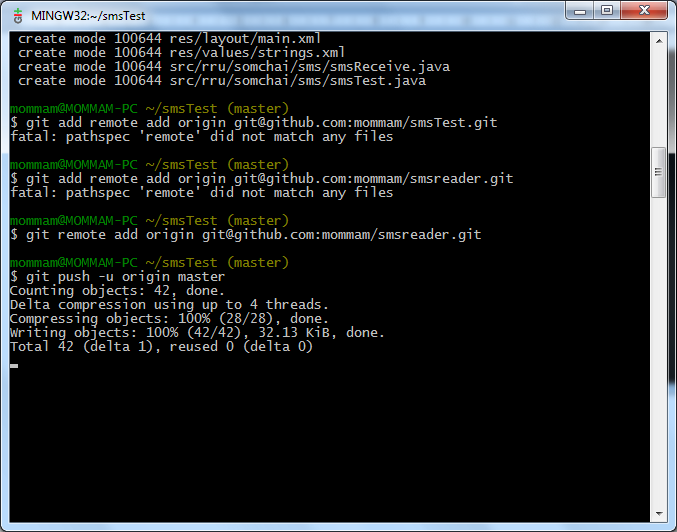 MINGW32:~/smsTest
create mode 100644 res/layout/main.xml
create mode 100644 res/values/strings.xml
create mode 100644 src/rru/somchai/sms/smsReceive.java
create mode 100644 src/rru/somchai/sms/smsTest.java
mommam@MOMMAM-PC ~/smsTest (master)
$ git add remote add origin git@github.com:mommam/smsTest.git
fatal: pathspec 'remote' did not match any files
mommam@MOMMAM-PC ~/smsTest (master)
$ git add remote add origin git@github.com:mommam/smsreader.git
fatal: pathspec 'remote' did not match any files
mommam@MOMMAM-PC ~/smsTest (master)
$ git remote add origin git@github.com:mommam/smsreader.git
mommam@MOMMAM-PC ~/smsTest (master)
$ git push -u origin master
Counting objects: 42, done.
Delta compression using up to 4 threads.
Compressing objects: 100% (28/28), done.
Writing objects: 100% (42/42), 32.13 KiB, done.
Total 42 (delta 1), reused 0 (delta 0)